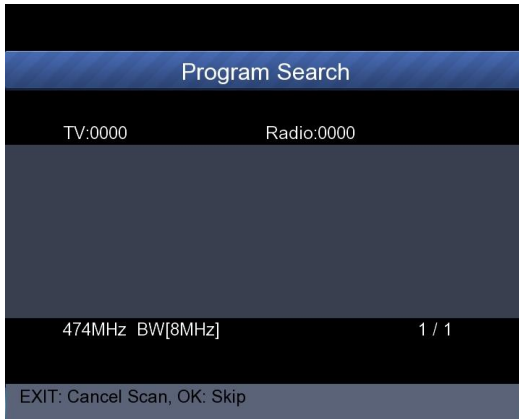 Program Search
TV:0000 Radio:0000
474MHz BW[8MHz] 1 / 1
EXIT: Cancel Scan, OK: Skip